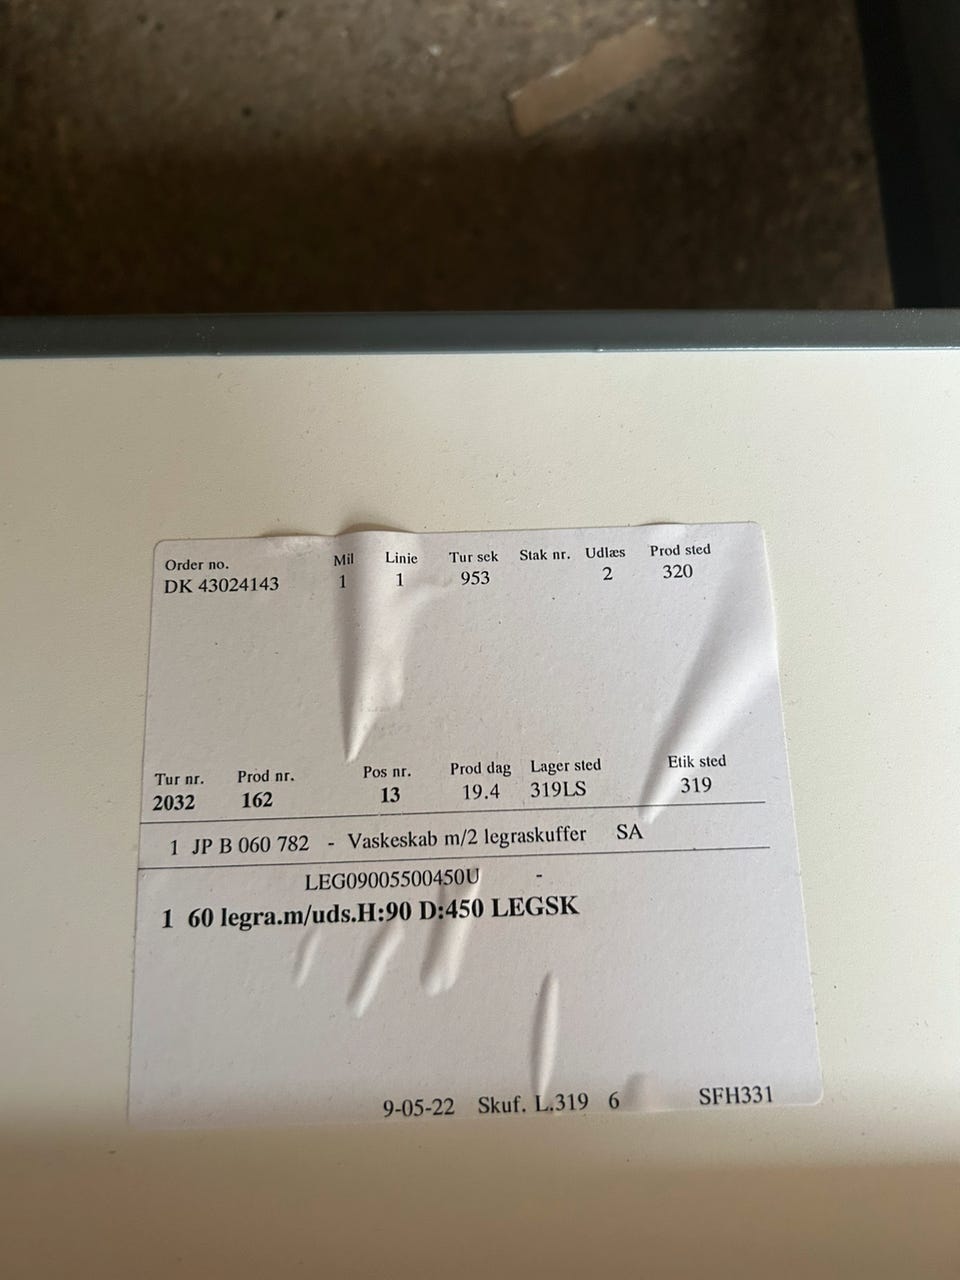 Order no. Mil Linie Tur sek Stak nr. Udlæs Prod sted
DK 43024143 1 1 953 2 320
Tur nr. Prod nr. Pos nr. Prod dag Lager sted Etik sted
2032 162 13 19.4 319LS 319
1 JP B 060 782 - Vaskeskab m/2 legraskuffer SA
LEG09005500450U -
1 60 legra.m/uds.H:90 D:450 LEGSK
9-05-22 Skuf. L.319 6 SFH331